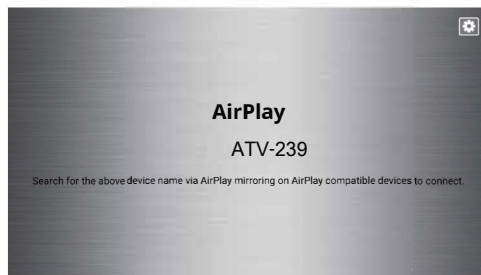 AirPlay
ATV-239
Search for the above device name via AirPlay mirroring on AirPlay compatible devices to connect.